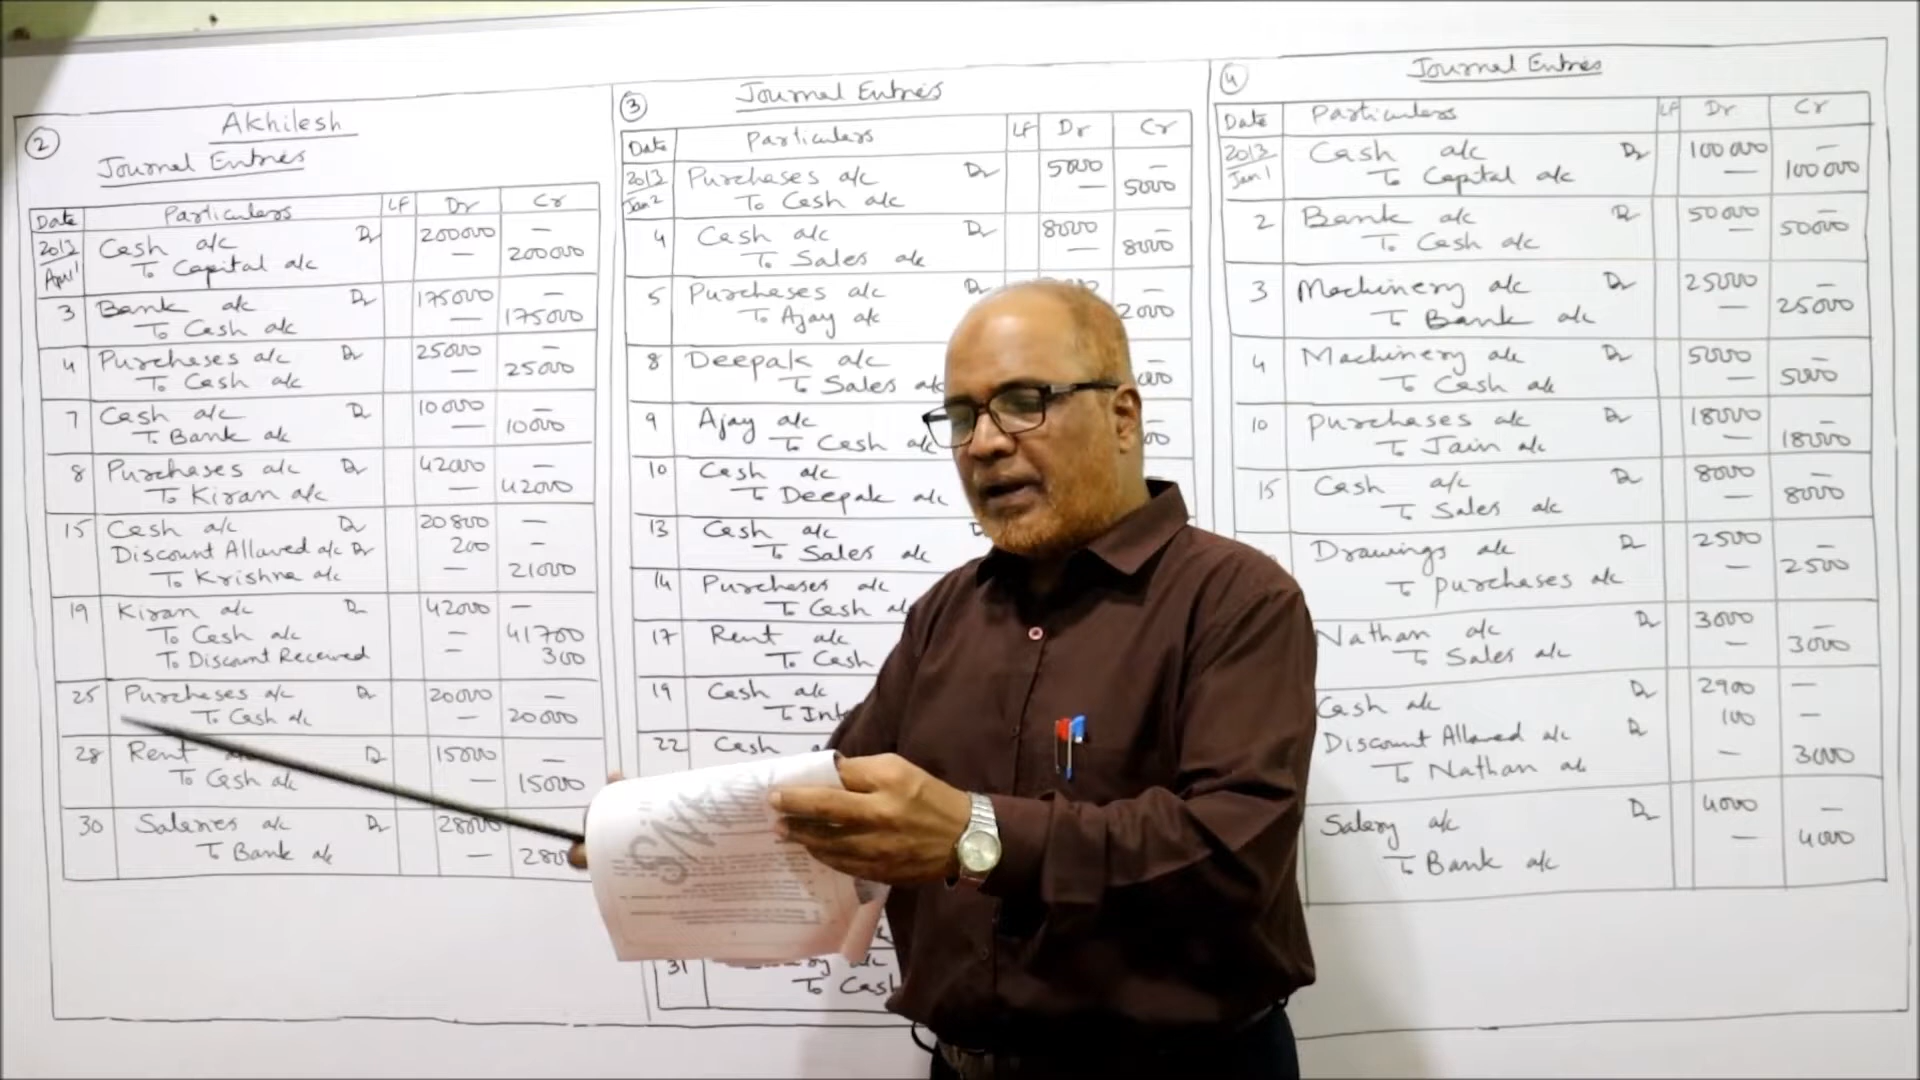 ②
Akhilesh
Journal Entries
Date Particulars LF Dr Cr
2013
April 1 Cash a/c Dr 200000 —
To Capital a/c — 200000
3 Bank a/c Dr 175000 —
To Cash a/c — 175000
4 Purchases a/c Dr 25000 —
To Cash a/c — 25000
7 Cash a/c Dr 10000 —
To Bank a/c — 10000
8 Purchases a/c Dr 42000 —
To Kiran a/c — 42000
15 Cash a/c Dr 20800 —
Discount Allowed a/c Dr 200 —
To Krishna a/c — 21000
19 Kiran a/c Dr 42000 —
To Cash a/c — 41700
To Discount Received — 300
25 Purchases a/c Dr 20000 —
To Cash a/c — 20000
28 Rent Dr 15000 —
To Cash a/c — 15000
30 Salaries a/c Dr 28000 —
To Bank a/c —
③
Journal Entries
Date Particulars LF Dr Cr
2013
Jan 2 Purchases a/c Dr 5000 —
To Cash a/c — 5000
4 Cash a/c Dr 8000 —
To Sales a/c — 8000
5 Purchases a/c Dr —
To Ajay a/c 2000
8 Deepak a/c —
To Sales a/c
9 Ajay a/c
To Cash a/c
10 Cash a/c
To Deepak a/c
13 Cash a/c
To Sales a/c
14 Purchases a/c
To Cash a/c
17 Rent a/c
To Cash
19 Cash a/c
To
22 Cash
31
To Cash
④
Journal Entries
Date Particulars LF Dr Cr
2013
Jan 1 Cash a/c Dr 100000 —
To Capital a/c — 100000
2 Bank a/c Dr 50000 —
To Cash a/c — 50000
3 Machinery a/c Dr 25000 —
To Bank a/c — 25000
4 Machinery a/c Dr 5000 —
To Cash a/c — 5000
10 Purchases a/c Dr 18000 —
To Jain a/c — 18000
15 Cash a/c Dr 8000 —
To Sales a/c — 8000
Drawings a/c Dr 2500 —
To purchases a/c — 2500
Nathan a/c Dr 3000 —
To Sales a/c — 3000
Cash a/c Dr 2900 —
Discount Allowed a/c Dr 100 —
To Nathan a/c — 3000
Salary a/c Dr 4000 —
To Bank a/c — 4000